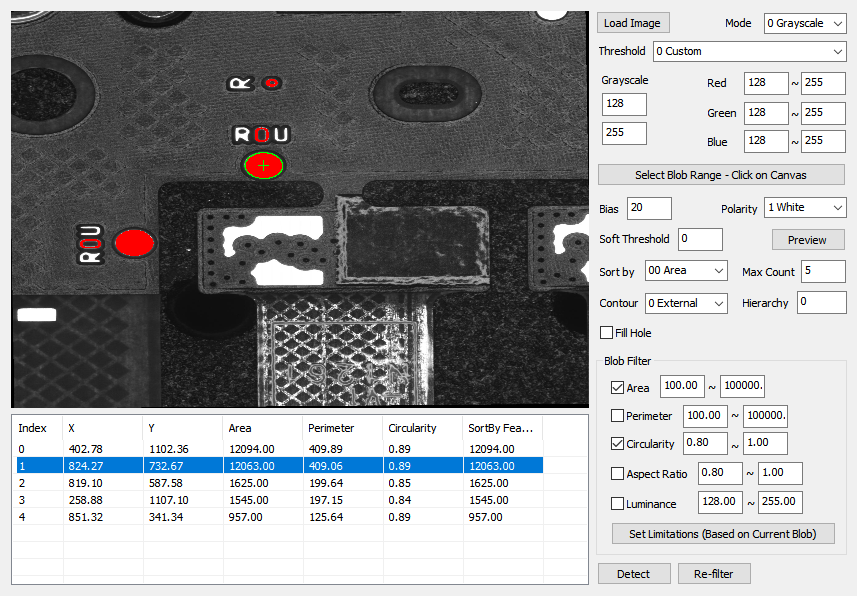 Load Image
Mode
0 Grayscale
Threshold
0 Custom
Grayscale
128
255
Red
128 ~ 255
Green
128 ~ 255
Blue
128 ~ 255
Select Blob Range - Click on Canvas
Bias
20
Polarity
1 White
Soft Threshold
0
Preview
Sort by
00 Area
Max Count
5
Contour
0 External
Hierarchy
0
Fill Hole
Blob Filter
Area
100.00 ~ 100000.
Perimeter
100.00 ~ 100000.
Circularity
0.80 ~ 1.00
Aspect Ratio
0.80 ~ 1.00
Luminance
128.00 ~ 255.00
Set Limitations (Based on Current Blob)
Detect
Re-filter
R o
ROU
ROU
Index X Y Area Perimeter Circularity SortBy Fea...
0 402.78 1102.36 12094.00 409.89 0.89 12094.00
1 824.27 732.67 12063.00 409.06 0.89 12063.00
2 819.10 587.58 1625.00 199.64 0.85 1625.00
3 258.88 1107.10 1545.00 197.15 0.84 1545.00
4 851.32 341.34 957.00 125.64 0.89 957.00